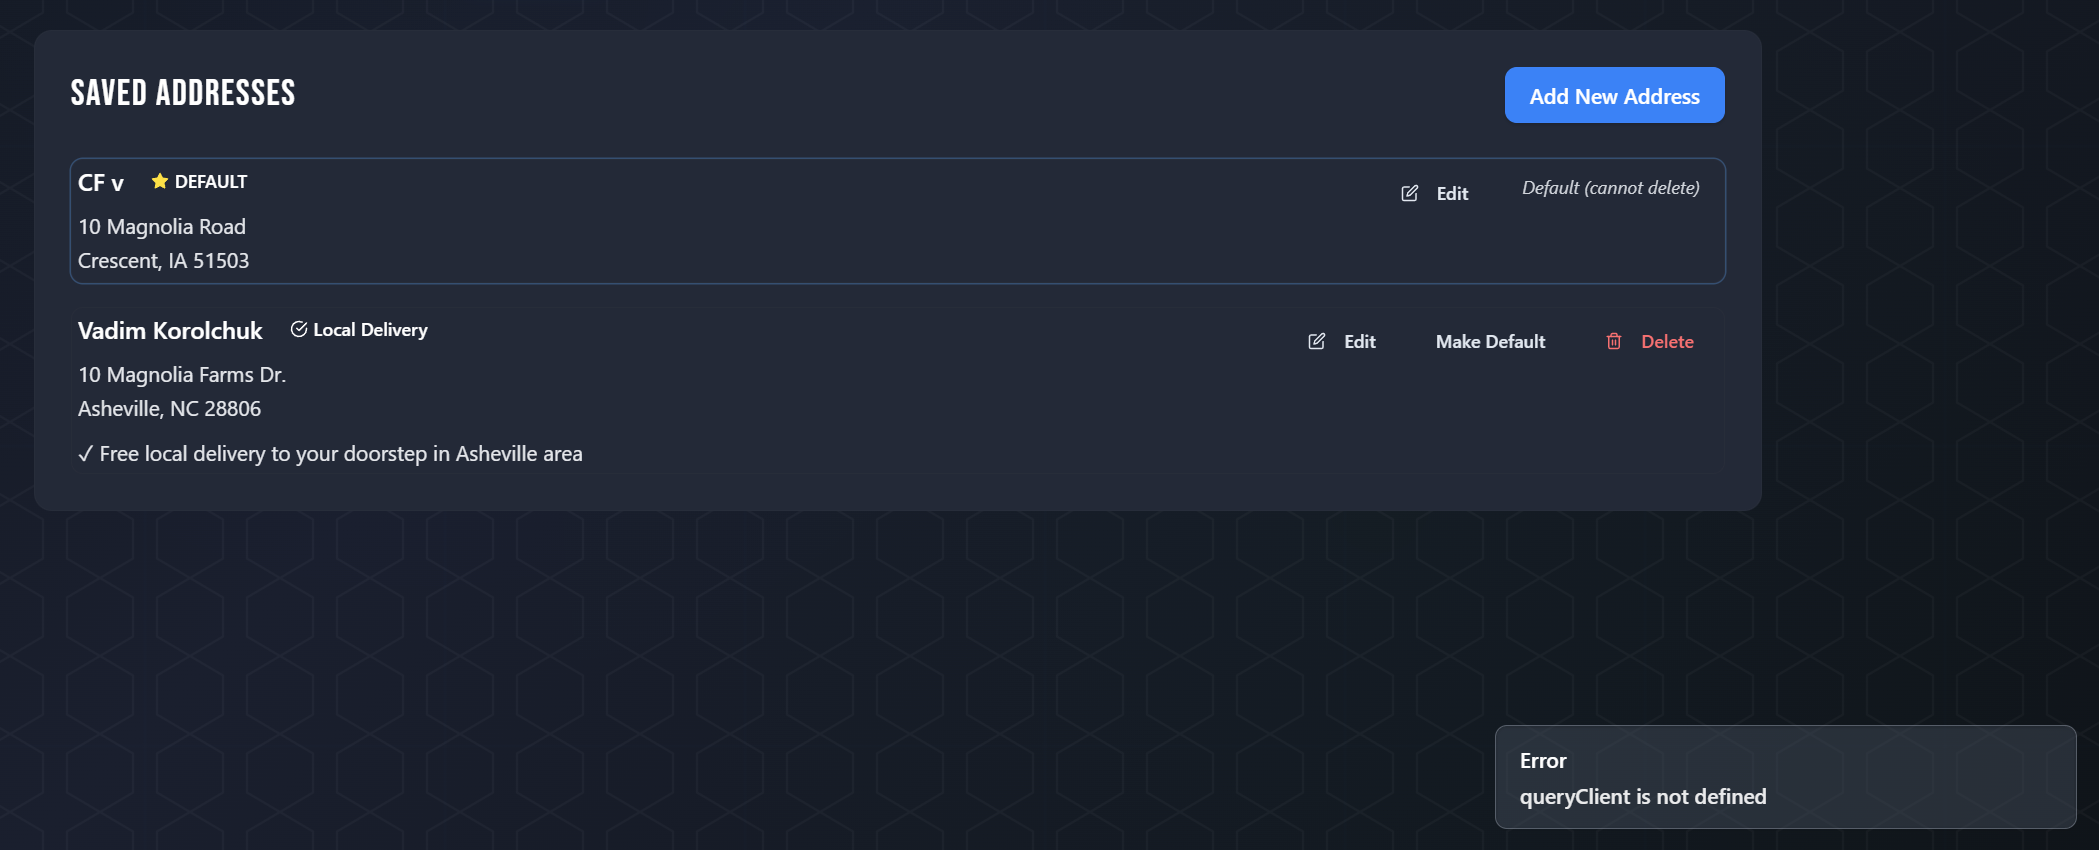 SAVED ADDRESSES
Add New Address
CF v ⭐ DEFAULT
Edit
Default (cannot delete)
10 Magnolia Road
Crescent, IA 51503
Vadim Korolchuk
Local Delivery
Edit
Make Default
Delete
10 Magnolia Farms Dr.
Asheville, NC 28806
✓ Free local delivery to your doorstep in Asheville area
Error
queryClient is not defined